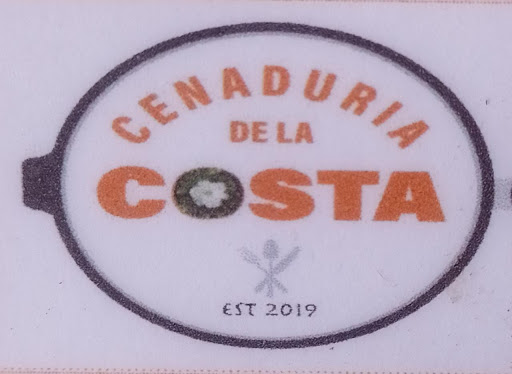 CENADURIA
DE LA
COSTA
EST 2019